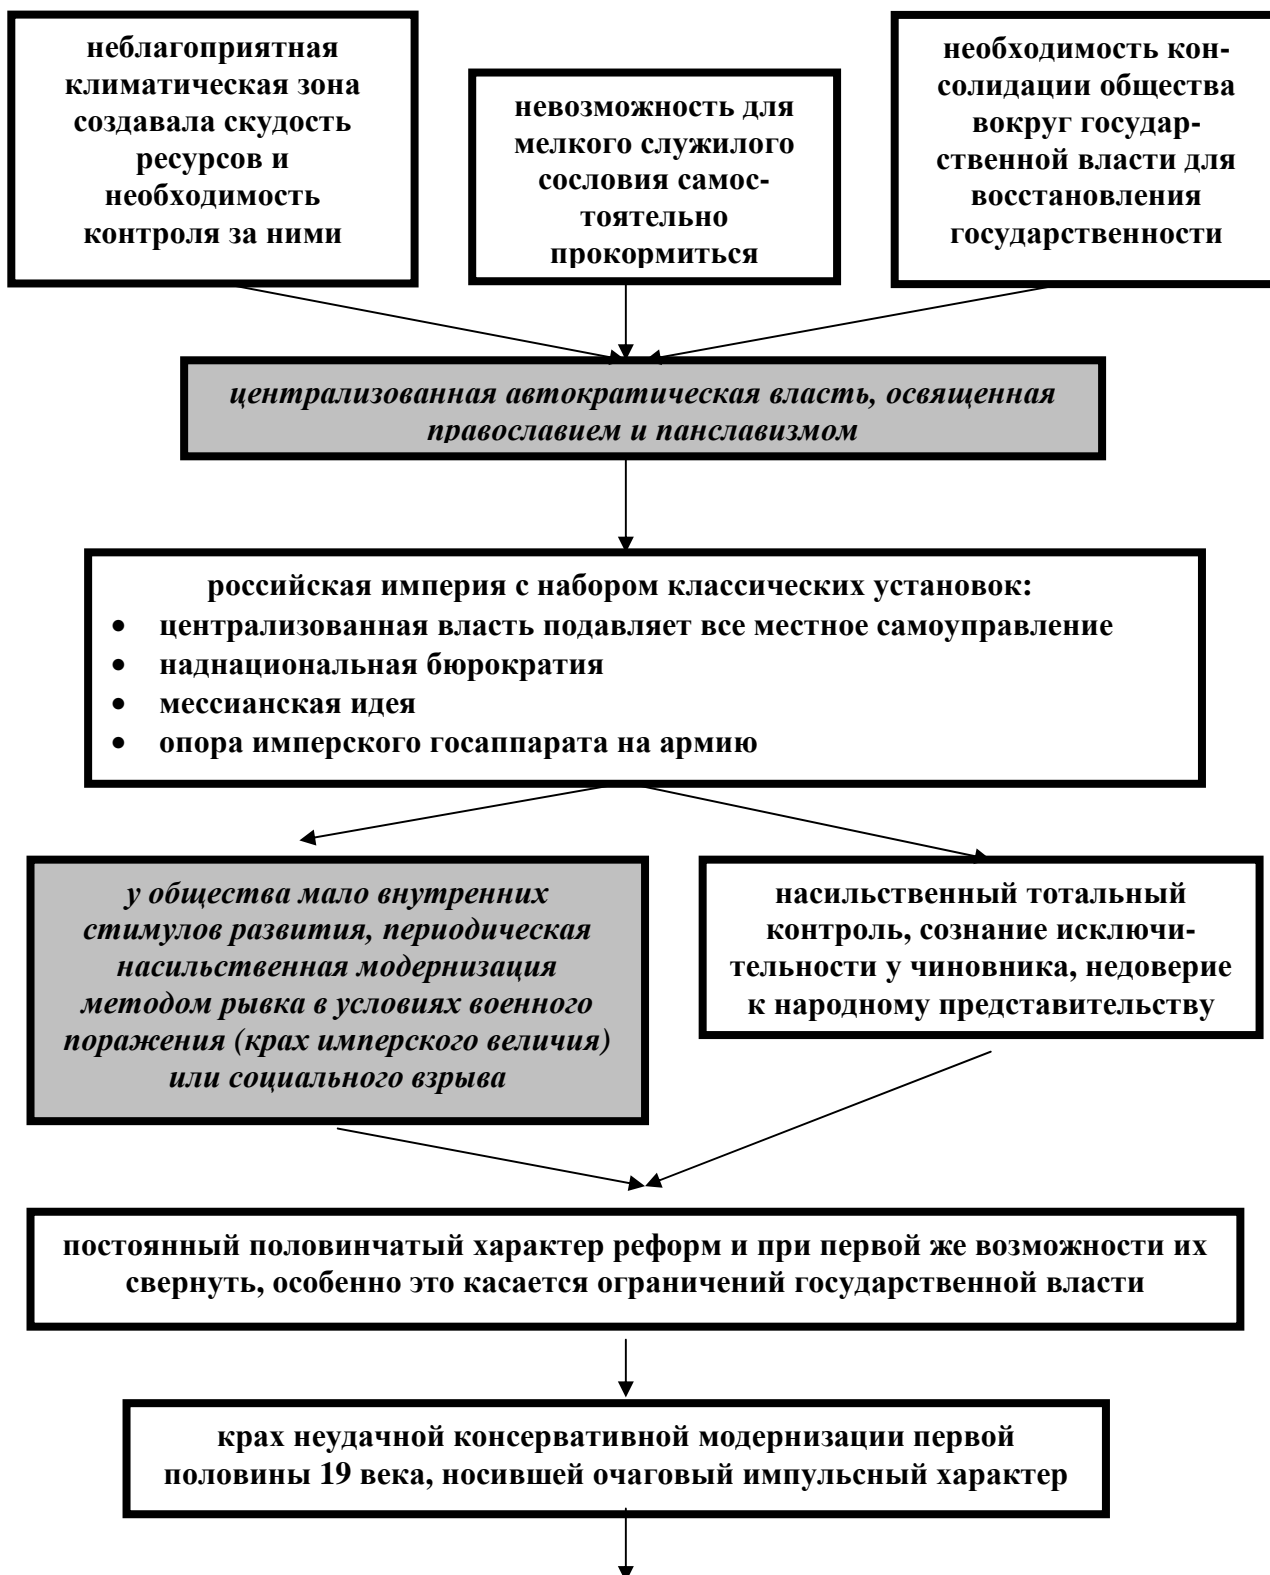 неблагоприятная
климатическая зона
создавала скудость
ресурсов и
необходимость
контроля за ними
невозможность для
мелкого служилого
сословия самос-
тоятельно
прокормиться
необходимость кон-
солидации общества
вокруг государ-
ственной власти для
восстановления
государственности
централизованная автократическая власть, освященная
православием и панславизмом
российская империя с набором классических установок:
• централизованная власть подавляет все местное самоуправление
• наднациональная бюрократия
• мессианская идея
• опора имперского госаппарата на армию
у общества мало внутренних
стимулов развития, периодическая
насильственная модернизация
методом рывка в условиях военного
поражения (крах имперского величия)
или социального взрыва
насильственный тотальный
контроль, сознание исключи-
тельности у чиновника, недоверие
к народному представительству
постоянный половинчатый характер реформ и при первой же возможности их
свернуть, особенно это касается ограничений государственной власти
крах неудачной консервативной модернизации первой
половины 19 века, носившей очаговый импульсный характер